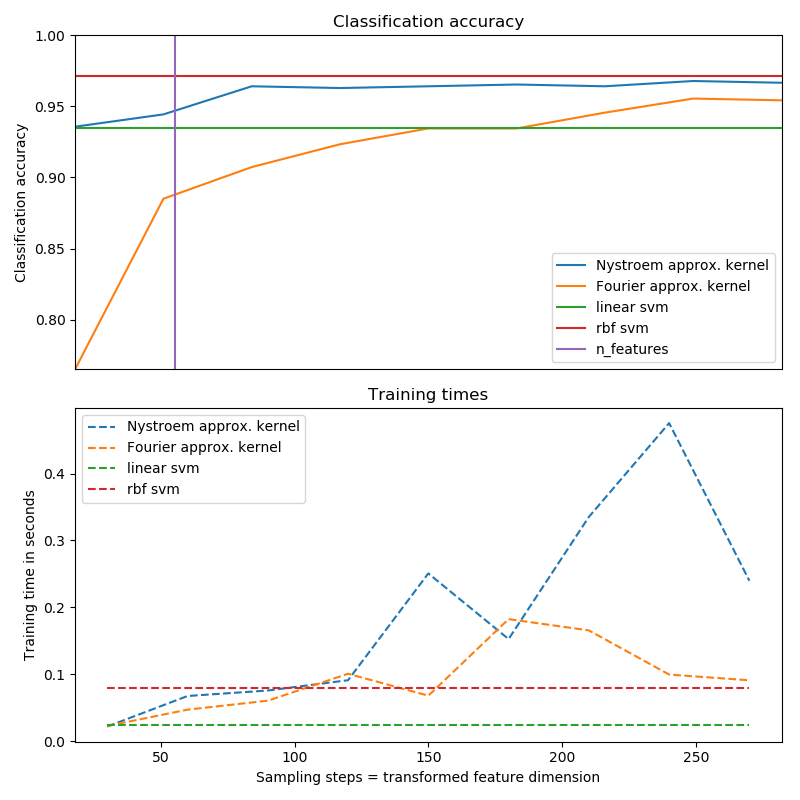 Classification accuracy
1.00
0.95
0.90
0.85
0.80
Classification accuracy
Nystroem approx. kernel
Fourier approx. kernel
linear svm
rbf svm
n_features
Training times
Nystroem approx. kernel
Fourier approx. kernel
linear svm
rbf svm
0.4
0.3
0.2
0.1
0.0
Training time in seconds
50 100 150 200 250
Sampling steps = transformed feature dimension